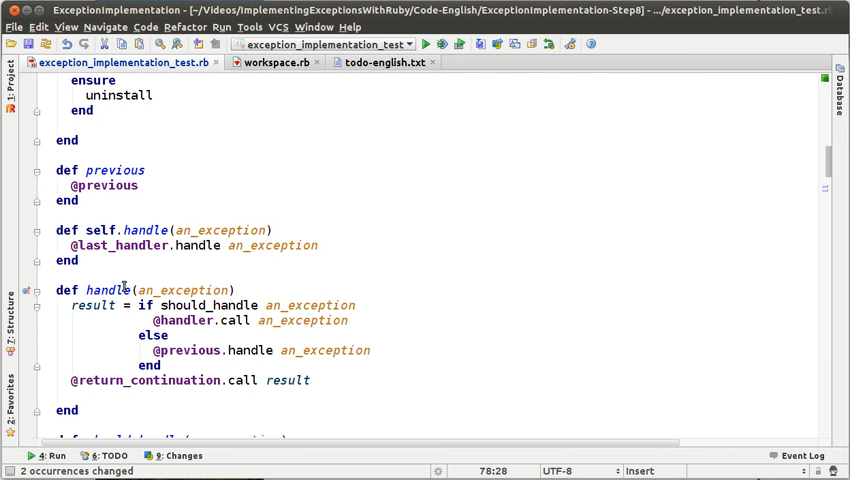 ExceptionImplementation - [~/Videos/ImplementingExceptionsWithRuby/Code-English/ExceptionImplementation-Step8] - .../exception_implementation_test.rb
File Edit View Navigate Code Refactor Run Tools VCS Window Help
exception_implementation_test
exception_implementation_test.rb workspace.rb todo-english.txt
1: Project
Database
7: Structure
2: Favorites
ensure
uninstall
end
end
def previous
@previous
end
def self.handle(an_exception)
@last_handler.handle an_exception
end
def handle(an_exception)
result = if should_handle an_exception
@handler.call an_exception
else
@previous.handle an_exception
end
@return_continuation.call result
end
4: Run 6: TODO 9: Changes Event Log
2 occurrences changed 78:28 UTF-8 Insert